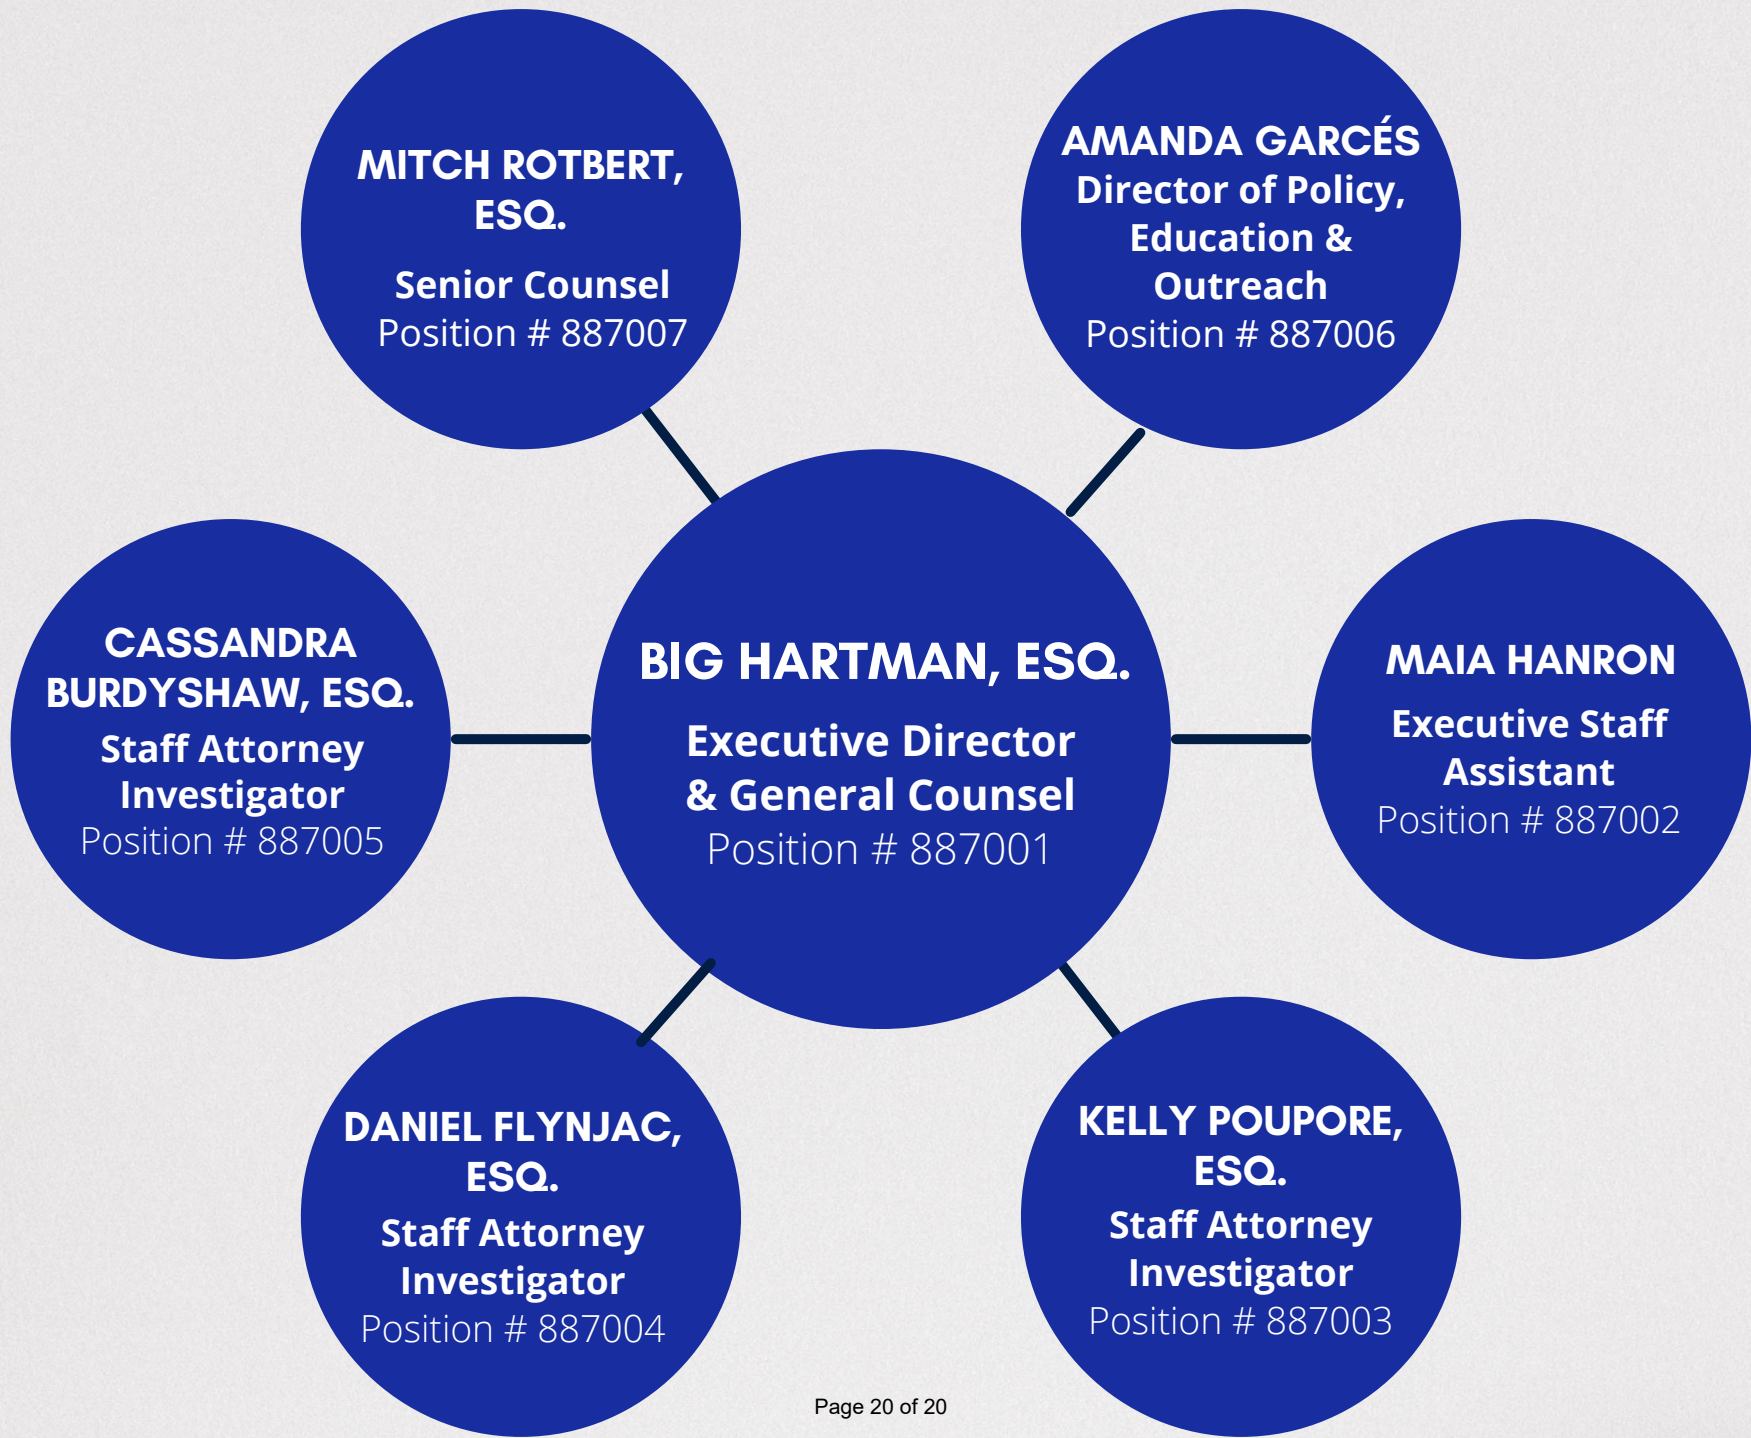 MITCH ROTBERT,
ESQ.
Senior Counsel
Position # 887007
AMANDA GARCÉS
Director of Policy,
Education &
Outreach
Position # 887006
CASSANDRA
BURDYSHAW, ESQ.
Staff Attorney
Investigator
Position # 887005
BIG HARTMAN, ESQ.
Executive Director
& General Counsel
Position # 887001
MAIA HANRON
Executive Staff
Assistant
Position # 887002
DANIEL FLYNJAC,
ESQ.
Staff Attorney
Investigator
Position # 887004
KELLY POUPORE,
ESQ.
Staff Attorney
Investigator
Position # 887003
Page 20 of 20